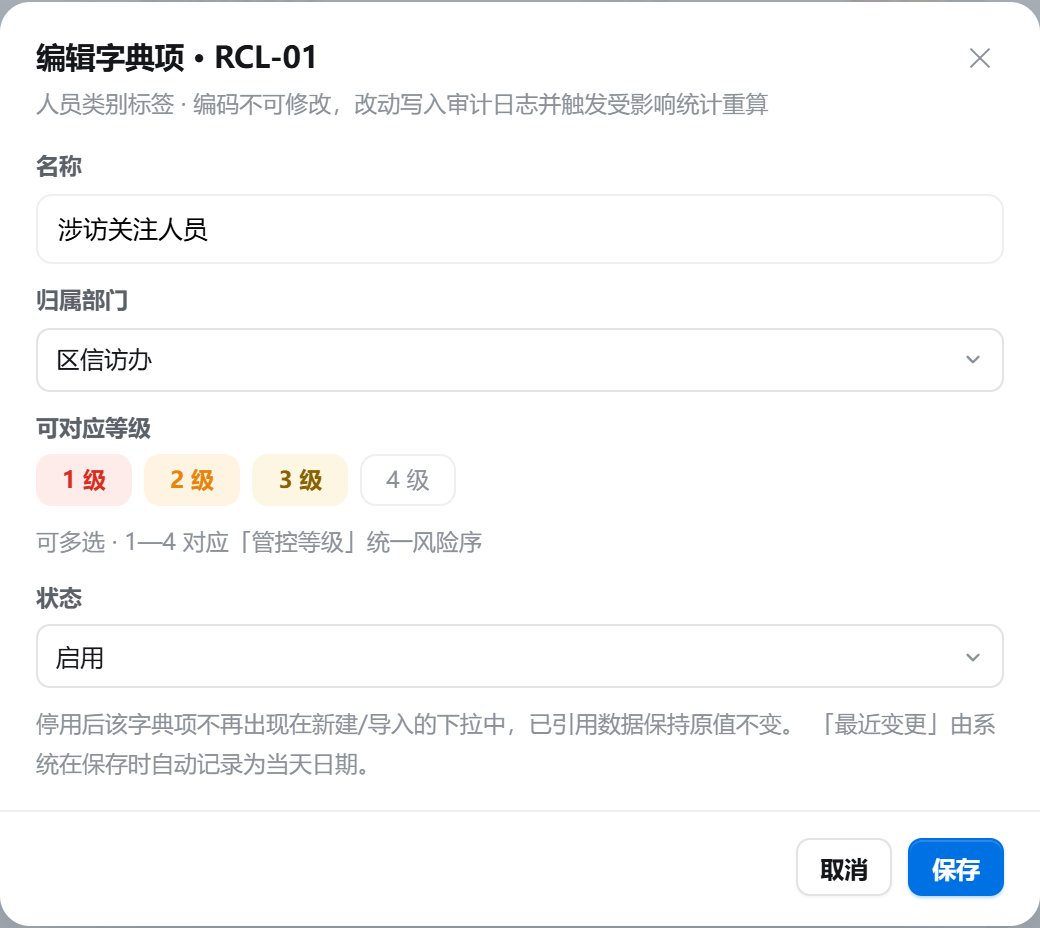 编辑字典项 • RCL-01
人员类别标签 · 编码不可修改，改动写入审计日志并触发受影响统计重算
名称
涉访关注人员
归属部门
区信访办
可对应等级
1 级 2 级 3 级 4 级
可多选 · 1—4 对应「管控等级」统一风险序
状态
启用
停用后该字典项不再出现在新建/导入的下拉中，已引用数据保持原值不变。 「最近变更」由系
统在保存时自动记录为当天日期。
取消 保存